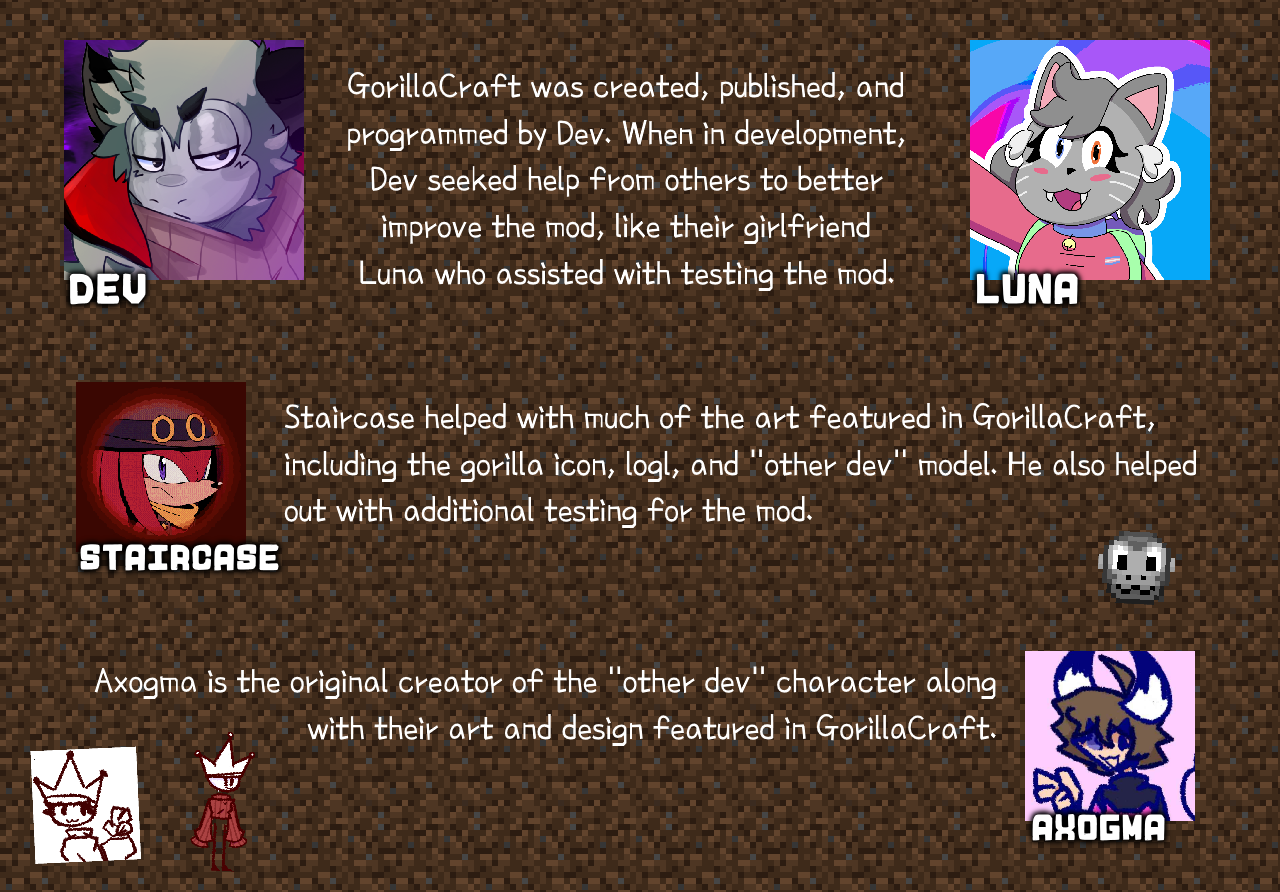 GorillaCraft was created, published, and
programmed by Dev. When in development,
Dev seeked help from others to better
improve the mod, like their girlfriend
Luna who assisted with testing the mod.
DEV
LUNA
Staircase helped with much of the art featured in GorillaCraft,
including the gorilla icon, logl, and "other dev" model. He also helped
out with additional testing for the mod.
STAIRCASE
Axogma is the original creator of the "other dev" character along
with their art and design featured in GorillaCraft.
AXOGMA